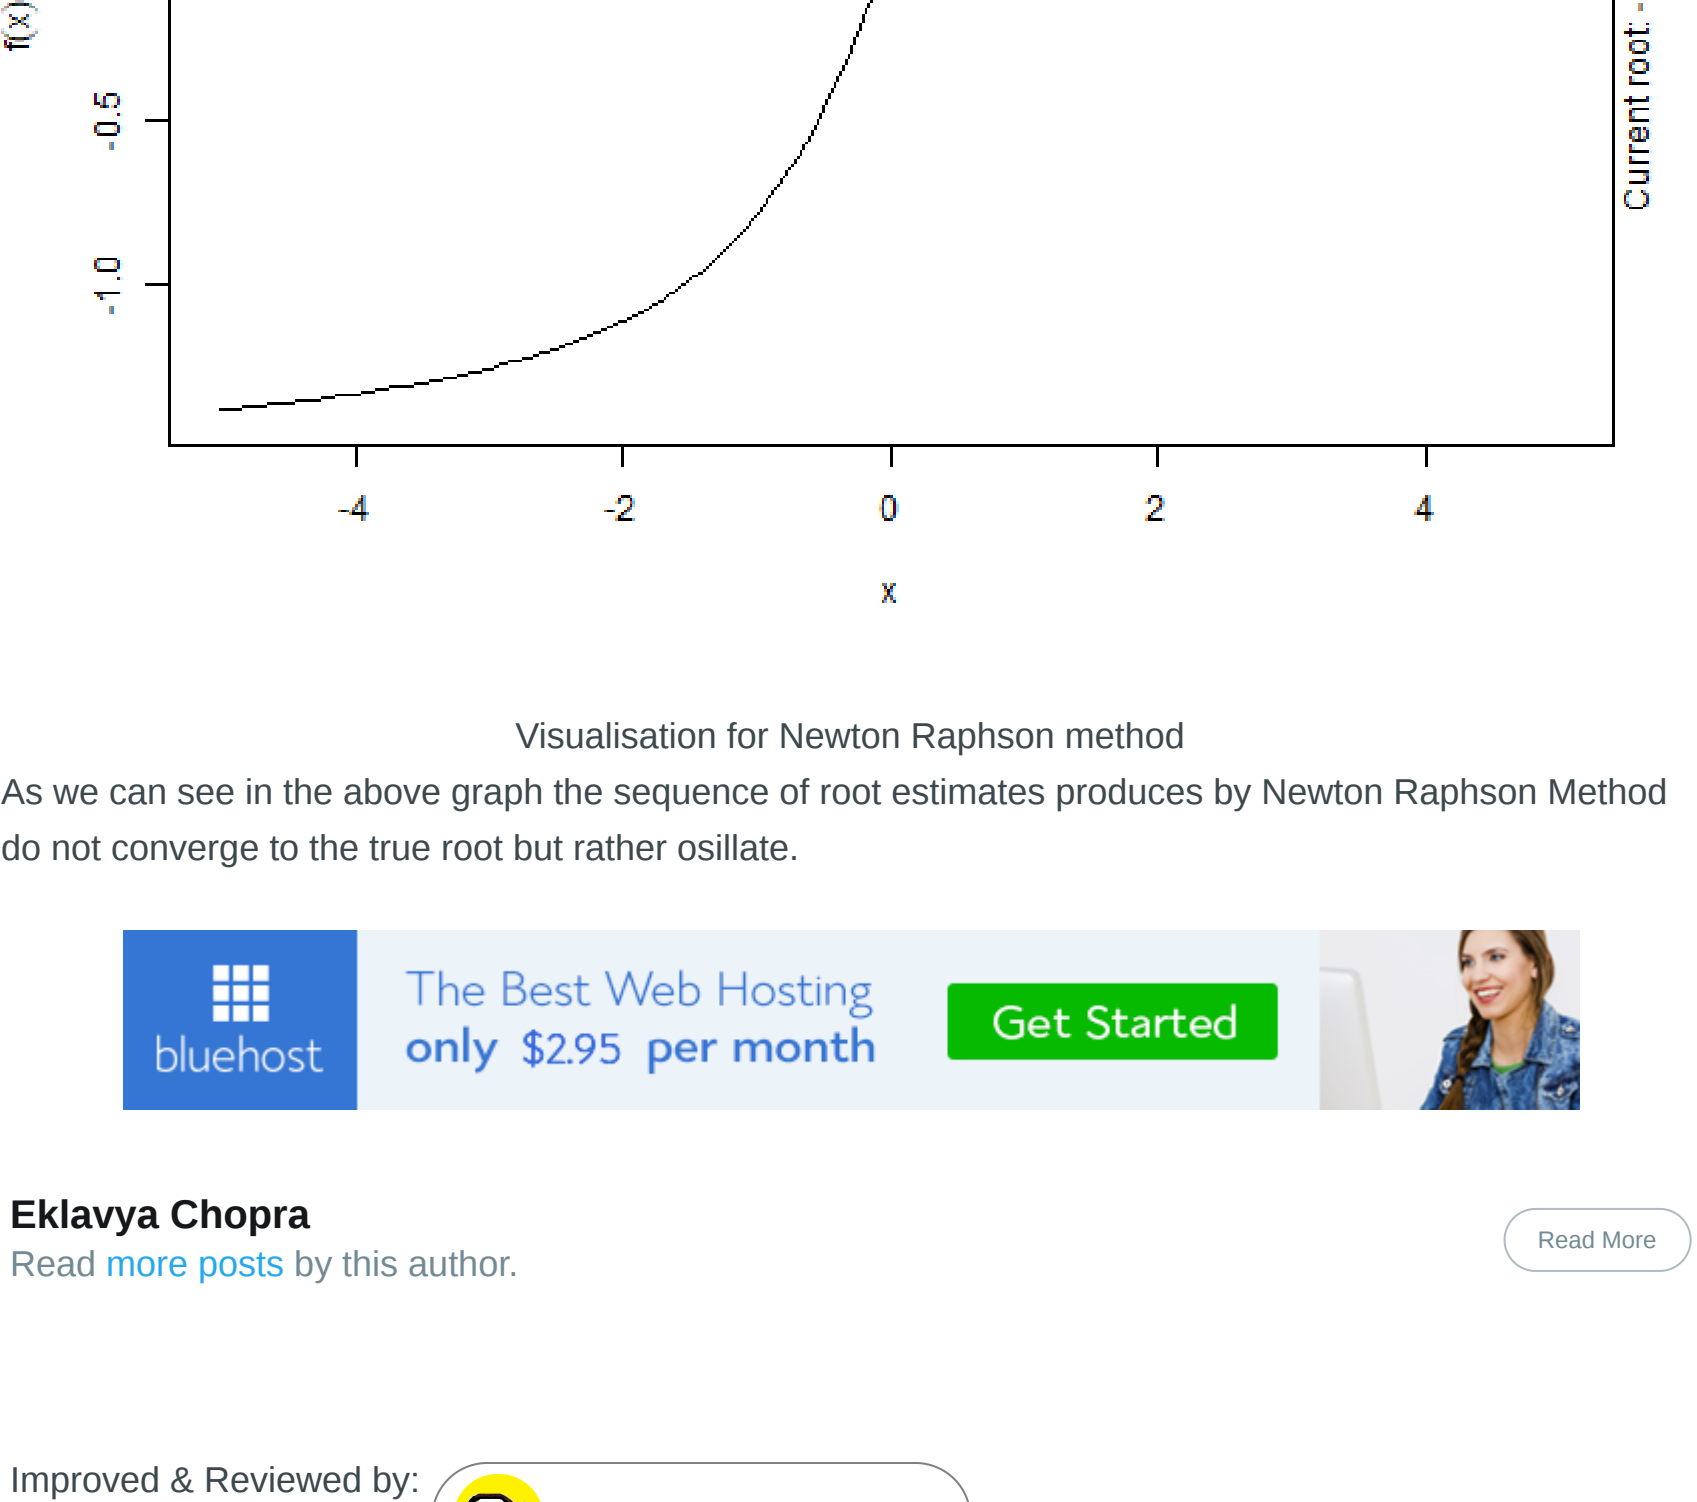 f(x)
-0.5
-1.0
Current root: -
-4 -2 0 2 4
x
Visualisation for Newton Raphson method
As we can see in the above graph the sequence of root estimates produces by Newton Raphson Method
do not converge to the true root but rather osillate.
bluehost
The Best Web Hosting
only $2.95 per month
Get Started
Eklavya Chopra
Read more posts by this author.
Read More
Improved & Reviewed by: